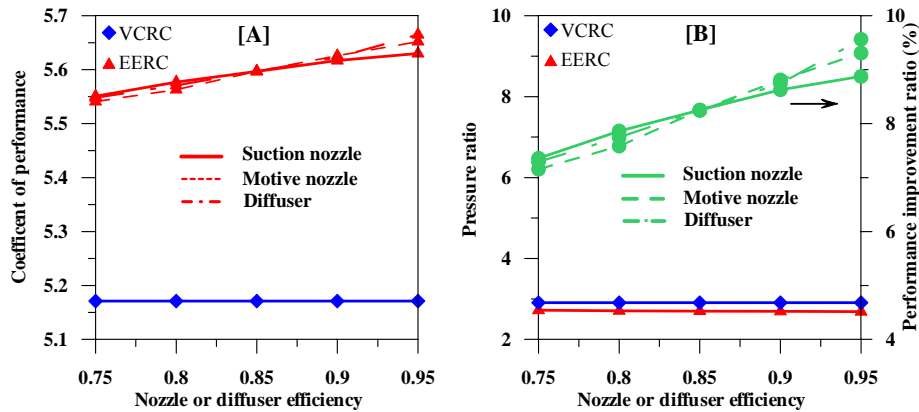 [A]
VCRC
EERC
Suction nozzle
Motive nozzle
Diffuser
Coefficent of performance
5.7
5.6
5.5
5.4
5.3
5.2
5.1
0.75 0.8 0.85 0.9 0.95
Nozzle or diffuser efficiency
[B]
VCRC
EERC
Suction nozzle
Motive nozzle
Diffuser
Pressure ratio
10
8
6
4
2
Performance improvement ratio (%)
10
8
6
4
0.75 0.8 0.85 0.9 0.95
Nozzle or diffuser efficiency